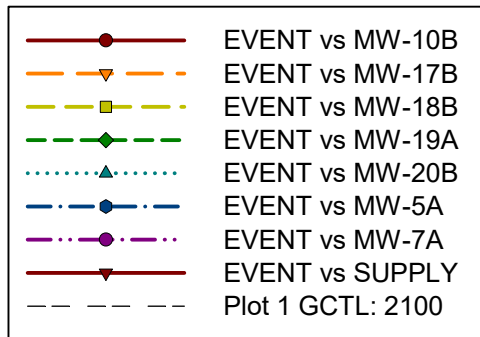 EVENT vs MW-10B
EVENT vs MW-17B
EVENT vs MW-18B
EVENT vs MW-19A
EVENT vs MW-20B
EVENT vs MW-5A
EVENT vs MW-7A
EVENT vs SUPPLY
Plot 1 GCTL: 2100